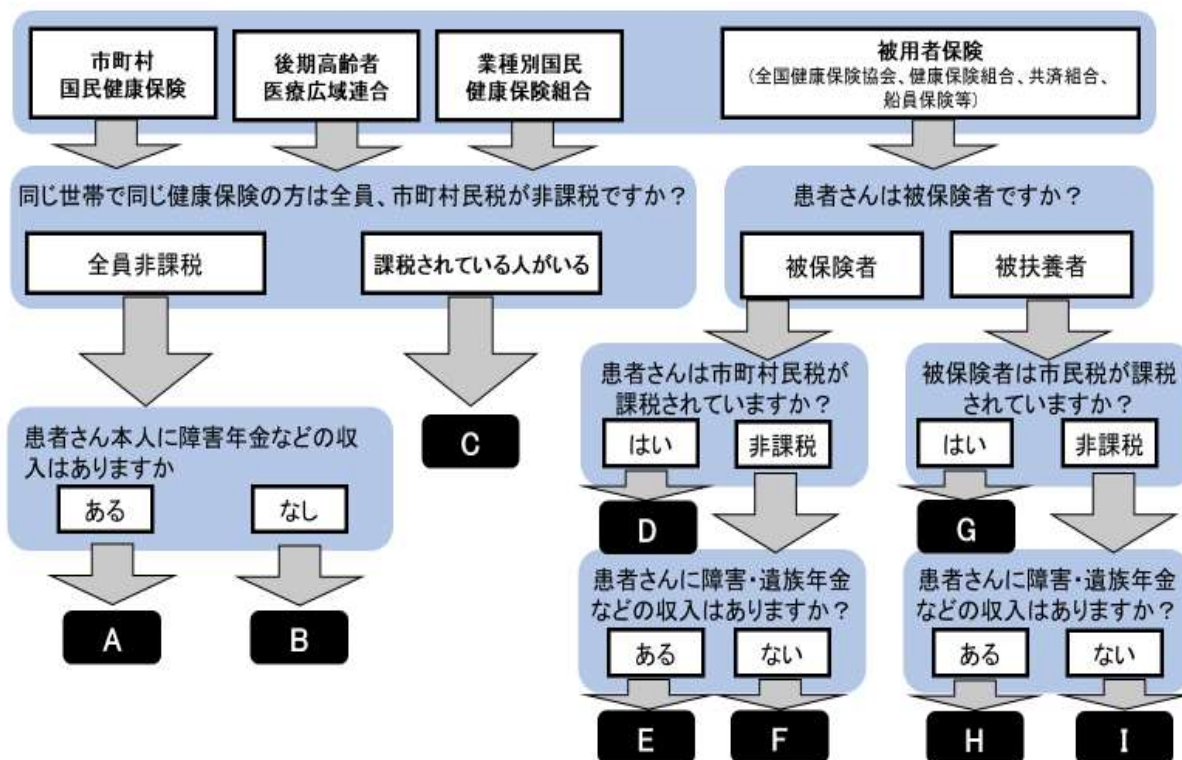 市町村
国民健康保険
後期高齢者
医療広域連合
業種別国民
健康保険組合
被用者保険
（全国健康保険協会、健康保険組合、共済組合、
船員保険等）
同じ世帯で同じ健康保険の方は全員、市町村民税が非課税ですか？
全員非課税
課税されている人がいる
患者さんは被保険者ですか？
被保険者
被扶養者
患者さん本人に障害年金などの収
入はありますか
ある
なし
A
B
C
患者さんは市町村民税が
課税されていますか？
はい
非課税
D
患者さんに障害・遺族年金
などの収入はありますか？
ある
ない
E
F
被保険者は市民税が課税
されていますか？
はい
非課税
G
患者さんに障害・遺族年金
などの収入はありますか？
ある
ない
H
I